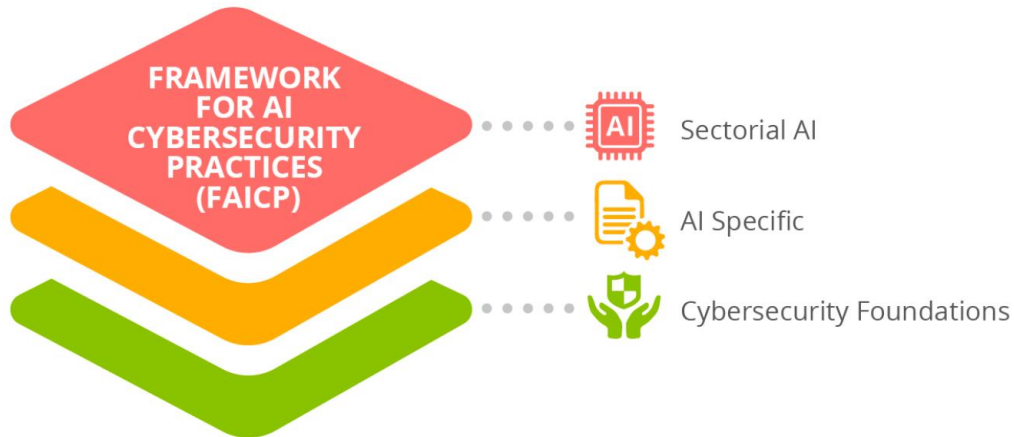 FRAMEWORK
FOR AI
CYBERSECURITY
PRACTICES
(FAICP)
AI
Sectorial AI
AI Specific
Cybersecurity Foundations